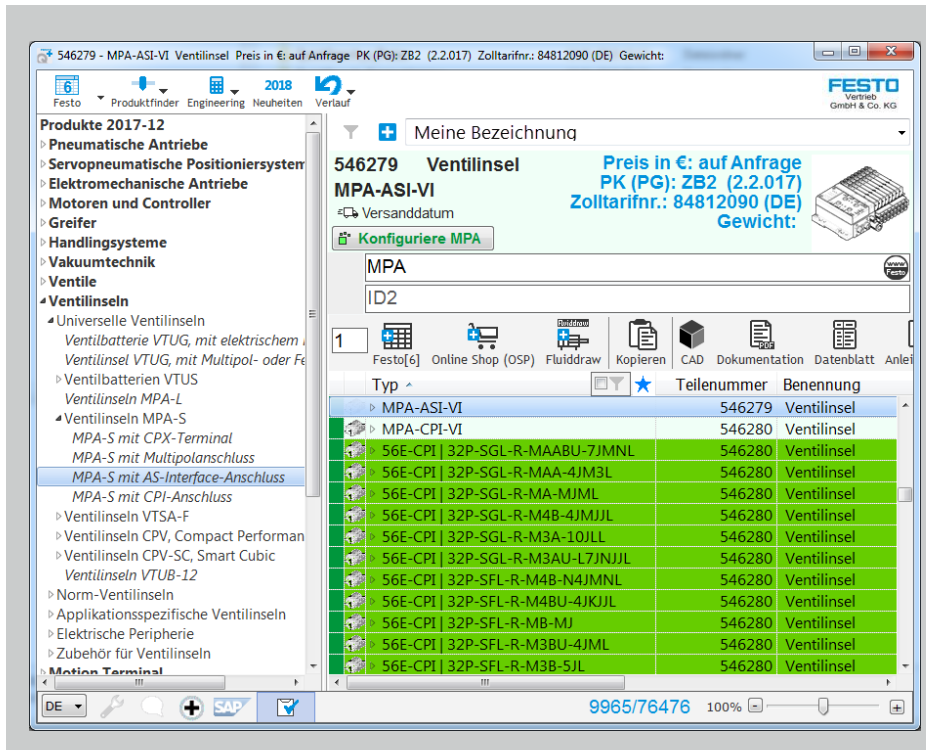 546279 - MPA-ASI-VI Ventilinsel Preis in €: auf Anfrage PK (PG): ZB2 (2.2.017) Zolltarifnr.: 84812090 (DE) Gewicht:
6
2018
Festo Produktfinder Engineering Neuheiten Verlauf
FESTO
Vertrieb
GmbH & Co. KG
Produkte 2017-12
Pneumatische Antriebe
Servopneumatische Positioniersystem
Elektromechanische Antriebe
Motoren und Controller
Greifer
Handlingsysteme
Vakuumtechnik
Ventile
Ventilinseln
Universelle Ventilinseln
Ventilbatterie VTUG, mit elektrischem
Ventilinsel VTUG, mit Multipol- oder Fe
Ventilbatterien VTUS
Ventilinseln MPA-L
Ventilinseln MPA-S
MPA-S mit CPX-Terminal
MPA-S mit Multipolanschluss
MPA-S mit AS-Interface-Anschluss
MPA-S mit CPI-Anschluss
Ventilinseln VTSA-F
Ventilinseln CPV, Compact Performan
Ventilinseln CPV-SC, Smart Cubic
Ventilinseln VTUB-12
Norm-Ventilinseln
Applikationsspezifische Ventilinseln
Elektrische Peripherie
Zubehör für Ventilinseln
Motion Terminal
Meine Bezeichnung
546279 Ventilinsel
MPA-ASI-VI
Versanddatum
Konfiguriere MPA
Preis in €: auf Anfrage
PK (PG): ZB2 (2.2.017)
Zolltarifnr.: 84812090 (DE)
Gewicht:
MPA
www
Festo
ID2
1
Fluiddraw
PDF
Festo[6] Online Shop (OSP) Fluiddraw Kopieren CAD Dokumentation Datenblatt Anlei
Typ Teilenummer Benennung
MPA-ASI-VI 546279 Ventilinsel
MPA-CPI-VI 546280 Ventilinsel
56E-CPI | 32P-SGL-R-MAABU-7JMNL 546280 Ventilinsel
56E-CPI | 32P-SGL-R-MAA-4JM3L 546280 Ventilinsel
56E-CPI | 32P-SGL-R-MA-MJML 546280 Ventilinsel
56E-CPI | 32P-SGL-R-M4B-4JMJJL 546280 Ventilinsel
56E-CPI | 32P-SGL-R-M3A-10JLL 546280 Ventilinsel
56E-CPI | 32P-SGL-R-M3AU-L7JNJJL 546280 Ventilinsel
56E-CPI | 32P-SFL-R-M4B-N4JMNL 546280 Ventilinsel
56E-CPI | 32P-SFL-R-M4BU-4JKJJL 546280 Ventilinsel
56E-CPI | 32P-SFL-R-MB-MJ 546280 Ventilinsel
56E-CPI | 32P-SFL-R-M3BU-4JML 546280 Ventilinsel
56E-CPI | 32P-SFL-R-M3B-5JL 546280 Ventilinsel
DE SAP 9965/76476 100%